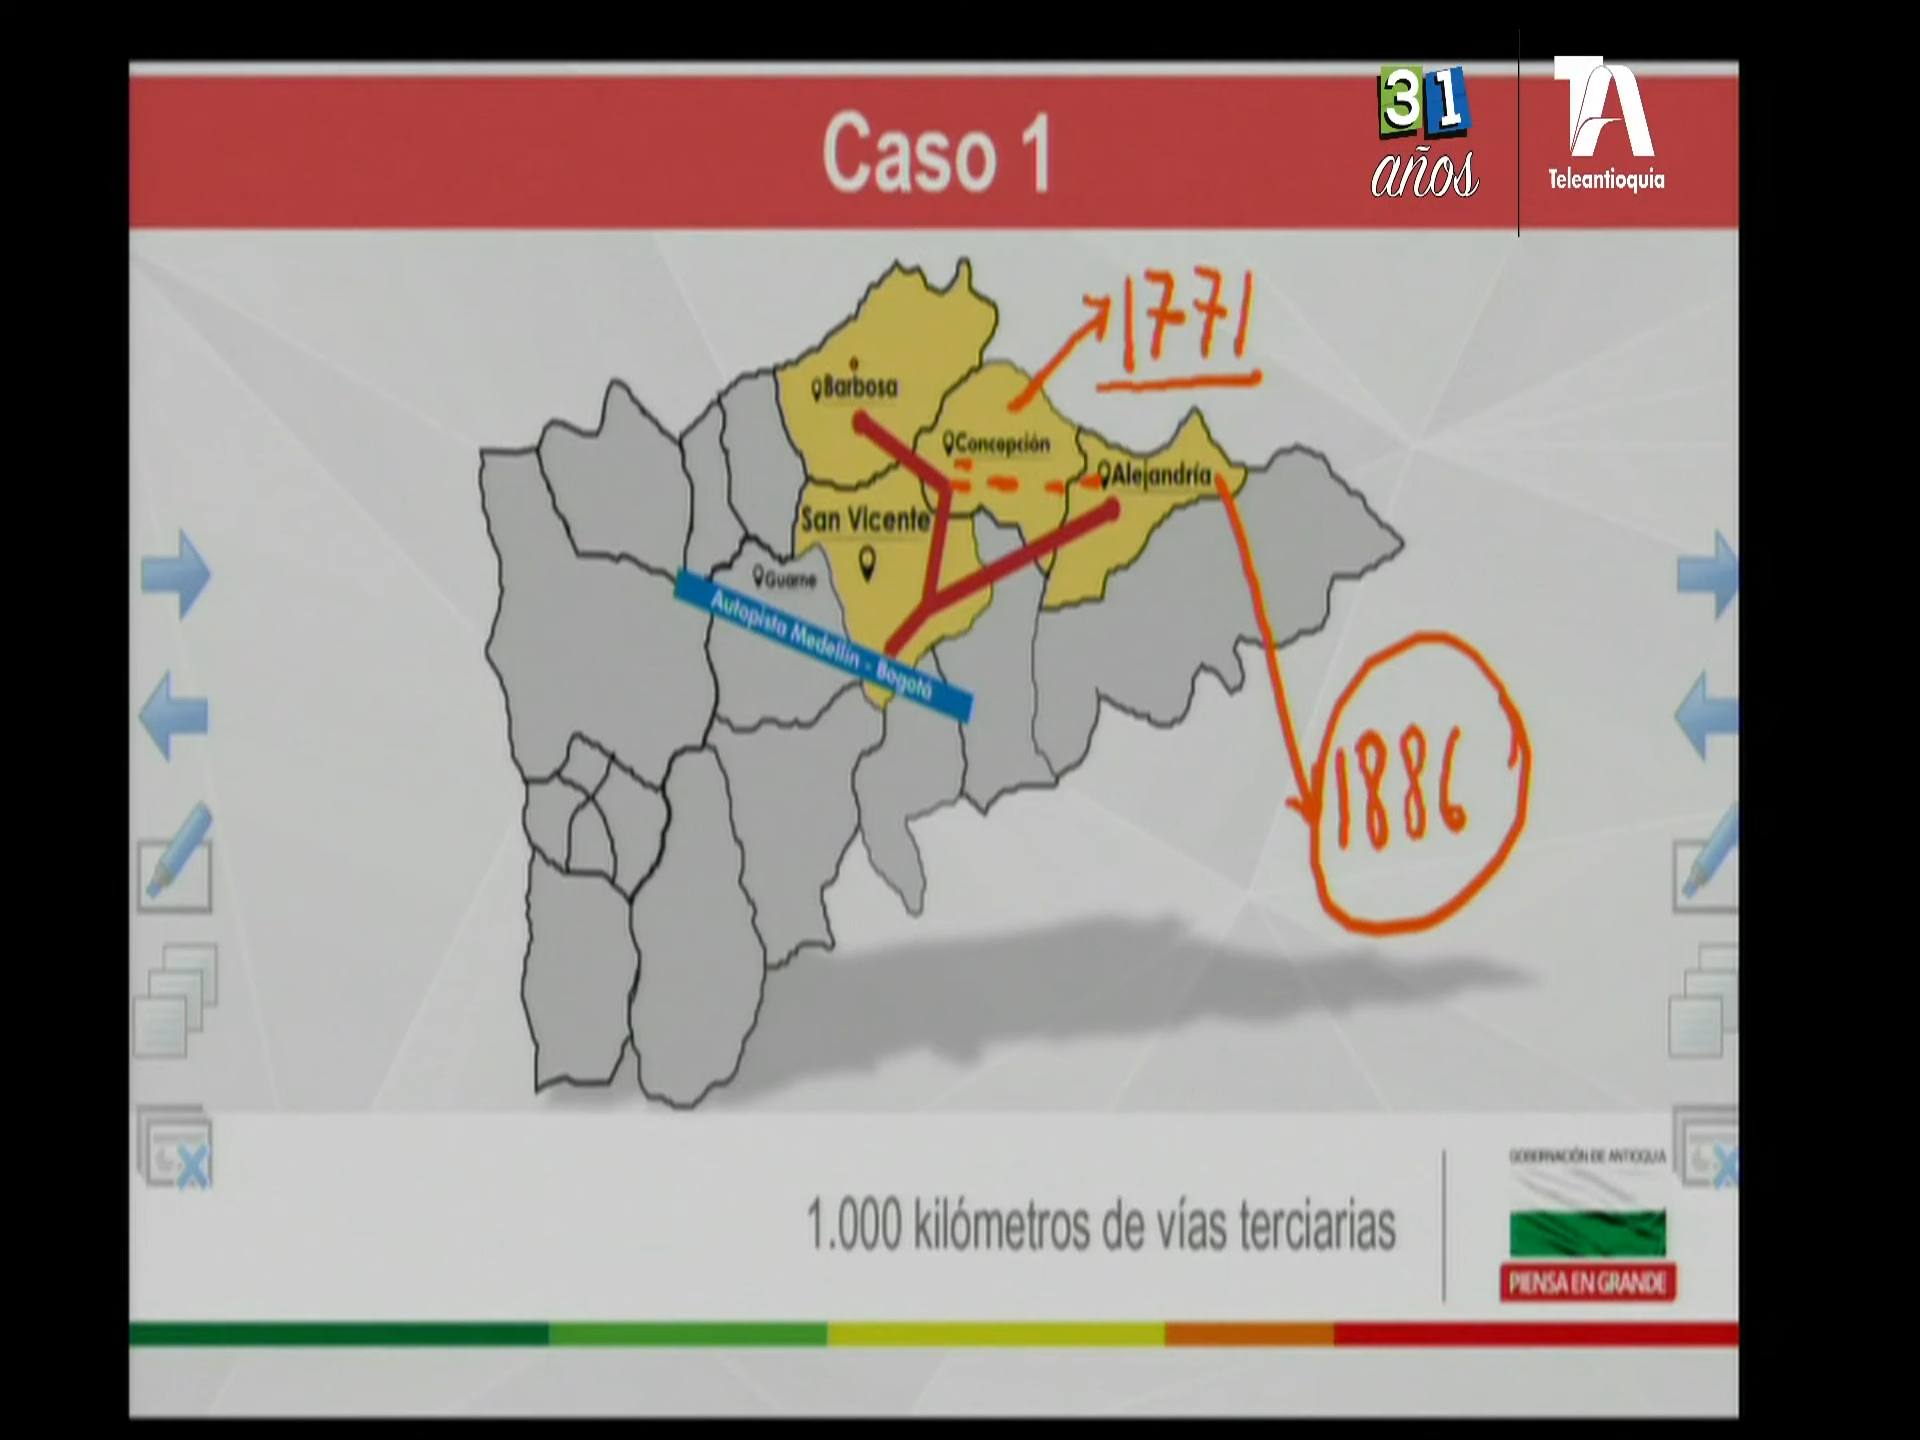 Caso 1
31
años
TA
Teleantioquia
1771
Barbosa
Concepción
Alejandría
San Vicente
Guarne
Autopista Medellín - Bogotá
1886
1.000 kilómetros de vías terciarias
GOBERNACIÓN DE ANTIOQUIA
PIENSA EN GRANDE